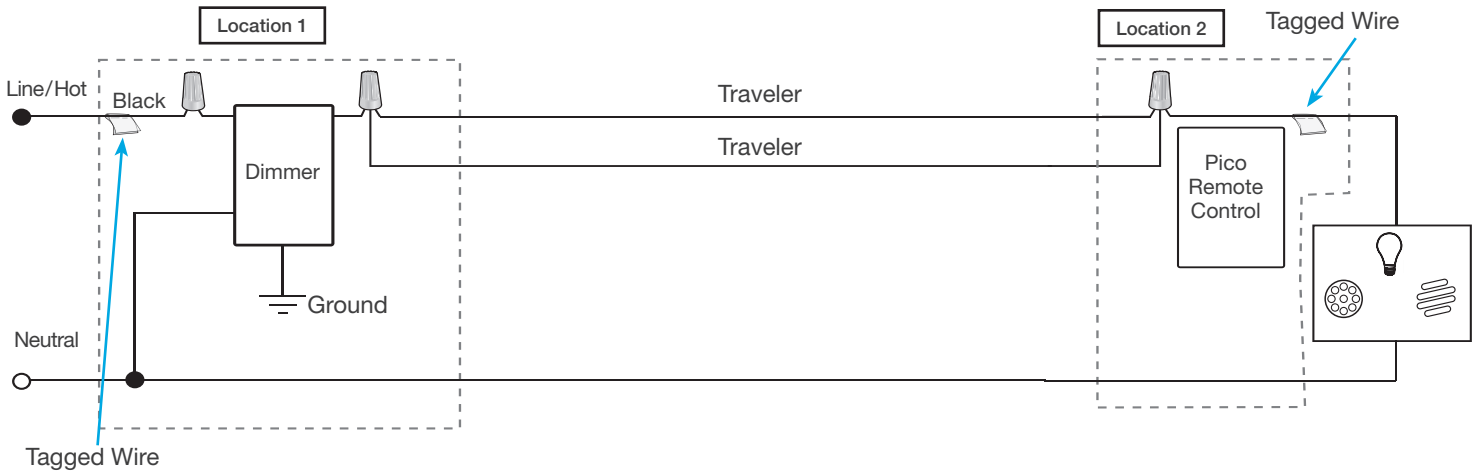 Location 1
Location 2
Tagged Wire
Line/Hot
Black
Traveler
Traveler
Dimmer
Pico
Remote
Control
Ground
Neutral
Tagged Wire